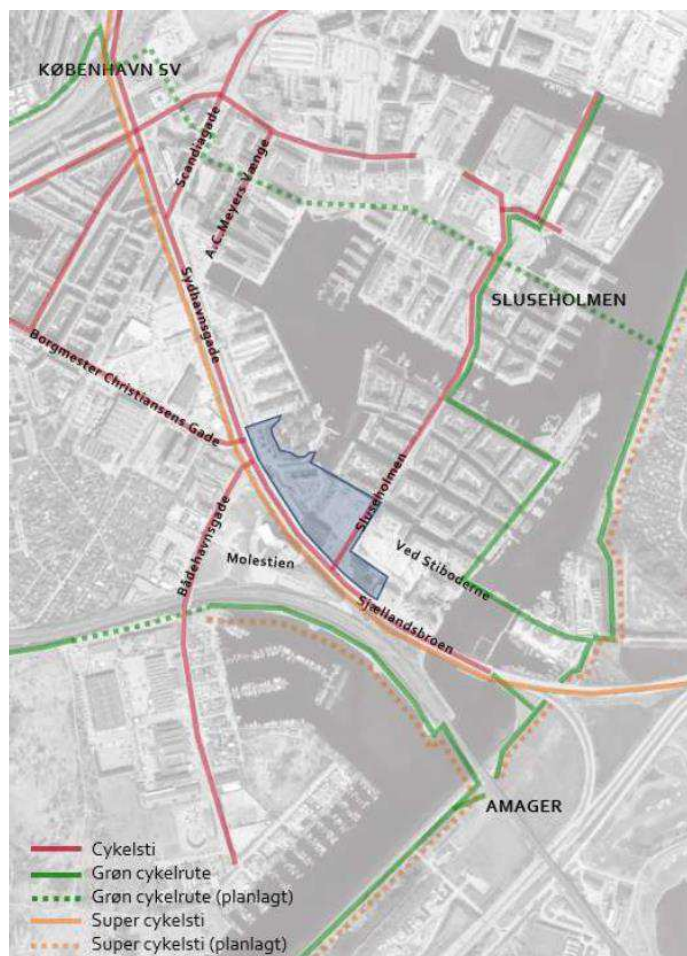 KØBENHAVN SV
Scandiagade
A.C.Meyers Vænge
Sydhavnsgade
SLUSEHOLMEN
Borgmester Christiansens Gade
Sluseholmen
Bådehavnsgade
Molestien
Ved Stiboderne
Sjællandsbroen
AMAGER
Cykelsti
Grøn cykelrute
Grøn cykelrute (planlagt)
Super cykelsti
Super cykelsti (planlagt)